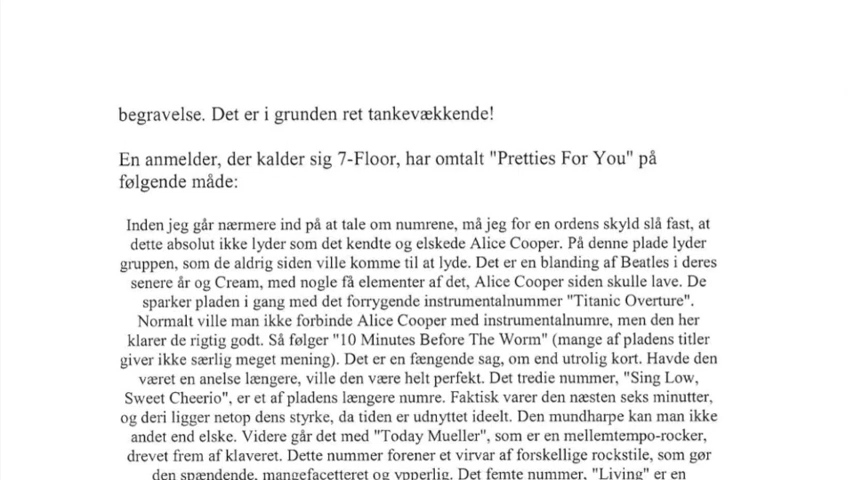 begravelse. Det er i grunden ret tankevækkende!
En anmelder, der kalder sig 7-Floor, har omtalt "Pretties For You" på
følgende måde:
Inden jeg går nærmere ind på at tale om numrene, må jeg for en ordens skyld slå fast, at
dette absolut ikke lyder som det kendte og elskede Alice Cooper. På denne plade lyder
gruppen, som de aldrig siden ville komme til at lyde. Det er en blanding af Beatles i deres
senere år og Cream, med nogle få elementer af det, Alice Cooper siden skulle lave. De
sparker pladen i gang med det forrygende instrumentalnummer "Titanic Overture".
Normalt ville man ikke forbinde Alice Cooper med instrumentalnumre, men den her
klarer de rigtig godt. Så følger "10 Minutes Before The Worm" (mange af pladens titler
giver ikke særlig meget mening). Det er en fængende sag, om end utrolig kort. Havde den
været en anelse længere, ville den være helt perfekt. Det tredie nummer, "Sing Low,
Sweet Cheerio", er et af pladens længere numre. Faktisk varer den næsten seks minutter,
og deri ligger netop dens styrke, da tiden er udnyttet ideelt. Den mundharpe kan man ikke
andet end elske. Videre går det med "Today Mueller", som er en mellemtempo-rocker,
drevet frem af klaveret. Dette nummer forener et virvar af forskellige rockstile, som gør
den spændende, mangefacetteret og ypperlig. Det femte nummer, "Living" er en